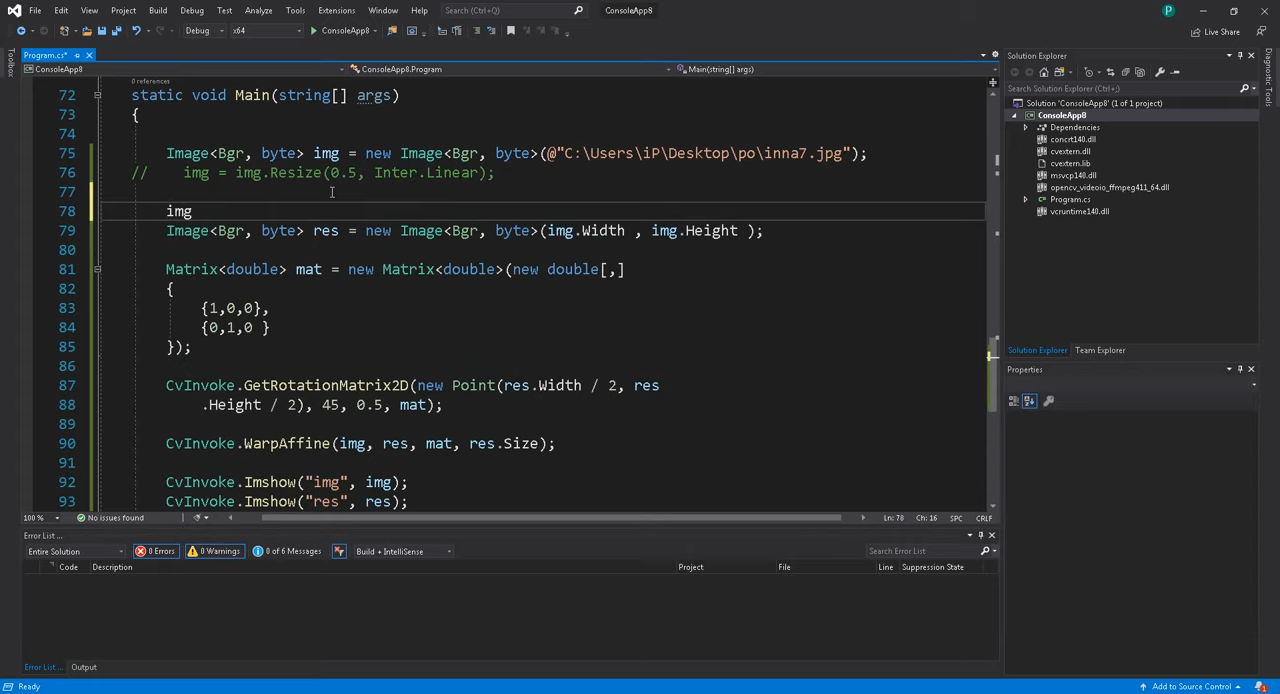 File Edit View Project Build Debug Test Analyze Tools Extensions Window Help Search (Ctrl+Q) ConsoleApp8 P
Debug x64 ConsoleApp8 Live Share
Toolbox
Program.cs*
ConsoleApp8 ConsoleApp8.Program Main(string[] args)
0 references
72 static void Main(string[] args)
73 {
74
75 Image<Bgr, byte> img = new Image<Bgr, byte>(@"C:\Users\iP\Desktop\po\inna7.jpg");
76 // img = img.Resize(0.5, Inter.Linear);
77
78 img
79 Image<Bgr, byte> res = new Image<Bgr, byte>(img.Width , img.Height );
80
81 Matrix<double> mat = new Matrix<double>(new double[,]
82 {
83 {1,0,0},
84 {0,1,0 }
85 });
86
87 CvInvoke.GetRotationMatrix2D(new Point(res.Width / 2, res
88 .Height / 2), 45, 0.5, mat);
89
90 CvInvoke.WarpAffine(img, res, mat, res.Size);
91
92 CvInvoke.Imshow("img", img);
93 CvInvoke.Imshow("res", res);
100 % No issues found Ln: 78 Ch: 16 SPC CRLF
Error List ...
Entire Solution 0 Errors 0 Warnings 0 of 6 Messages Build + IntelliSense Search Error List
Code Description Project File Line Suppression State
Error List ... Output
Solution Explorer
Search Solution Explorer (Ctrl+;)
Solution 'ConsoleApp8' (1 of 1 project)
ConsoleApp8
Dependencies
concrt140.dll
cvextern.dll
cvextern.lib
msvcp140.dll
opencv_videoio_ffmpeg411_64.dll
Program.cs
vcruntime140.dll
Solution Explorer Team Explorer
Properties
Diagnostic Tools
Ready Add to Source Control 1